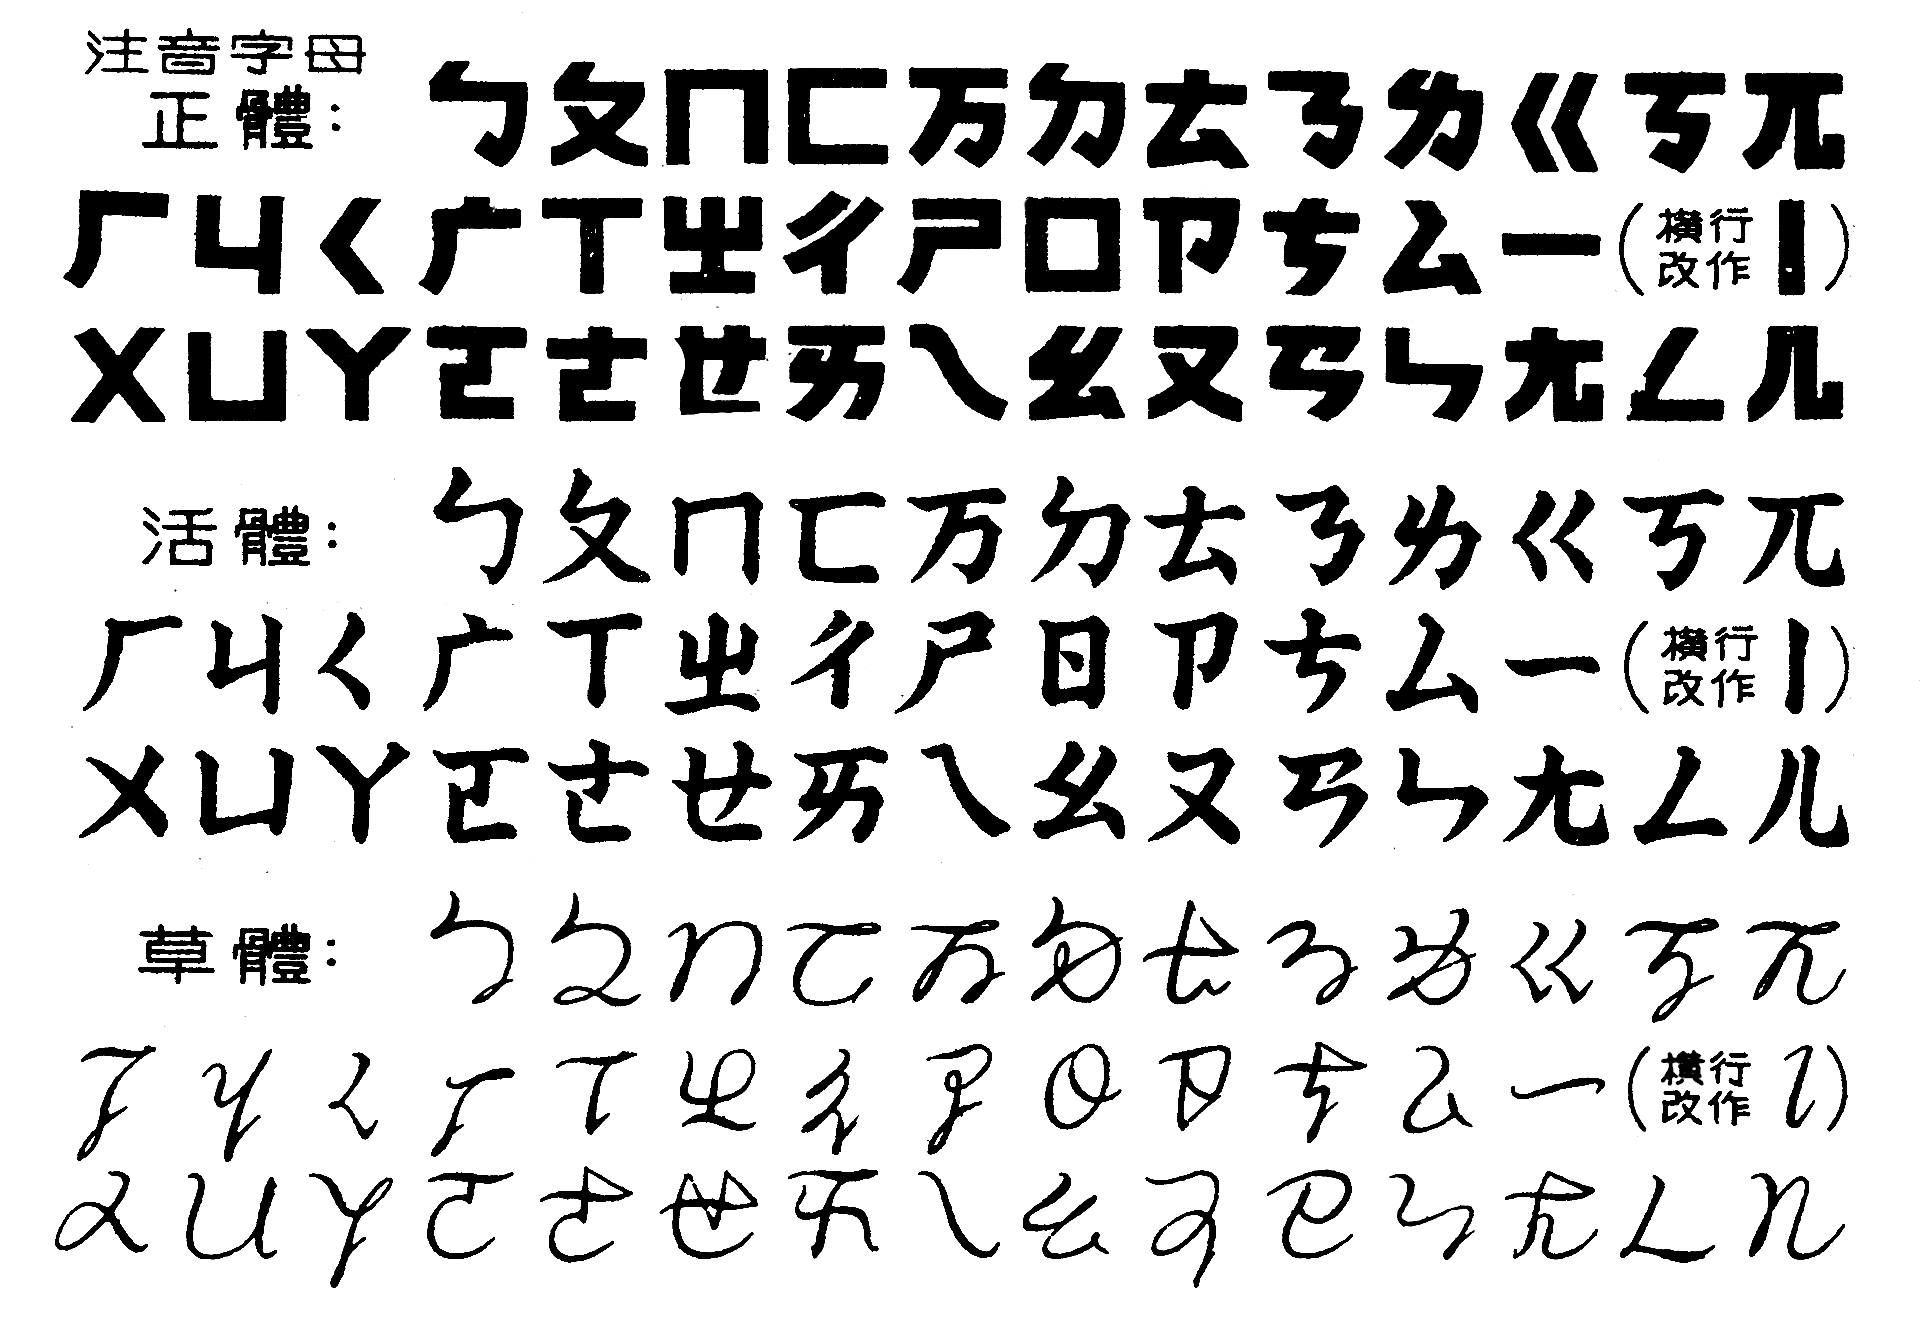 注音字母
正體：ㄅㄆㄇㄈㄪㄉㄊㄋㄌㄍㄎㄫ
ㄏㄐㄑㄬㄒㄓㄔㄕㄖㄗㄘㄙㄧ（橫行改作丨）
ㄨㄩㄚㄛㄜㄝㄞㄟㄠㄡㄢㄣㄤㄥㄦ
活體：ㄅㄆㄇㄈㄪㄉㄊㄋㄌㄍㄎㄫ
ㄏㄐㄑㄬㄒㄓㄔㄕㄖㄗㄘㄙㄧ（橫行改作丨）
ㄨㄩㄚㄛㄜㄝㄞㄟㄠㄡㄢㄣㄤㄥㄦ
草體：ㄅㄆㄇㄈㄪㄉㄊㄋㄌㄍㄎㄫ
ㄏㄐㄑㄬㄒㄓㄔㄕㄖㄗㄘㄙㄧ（橫行改作丨）
ㄨㄩㄚㄛㄜㄝㄞㄟㄠㄡㄢㄣㄤㄥㄦ